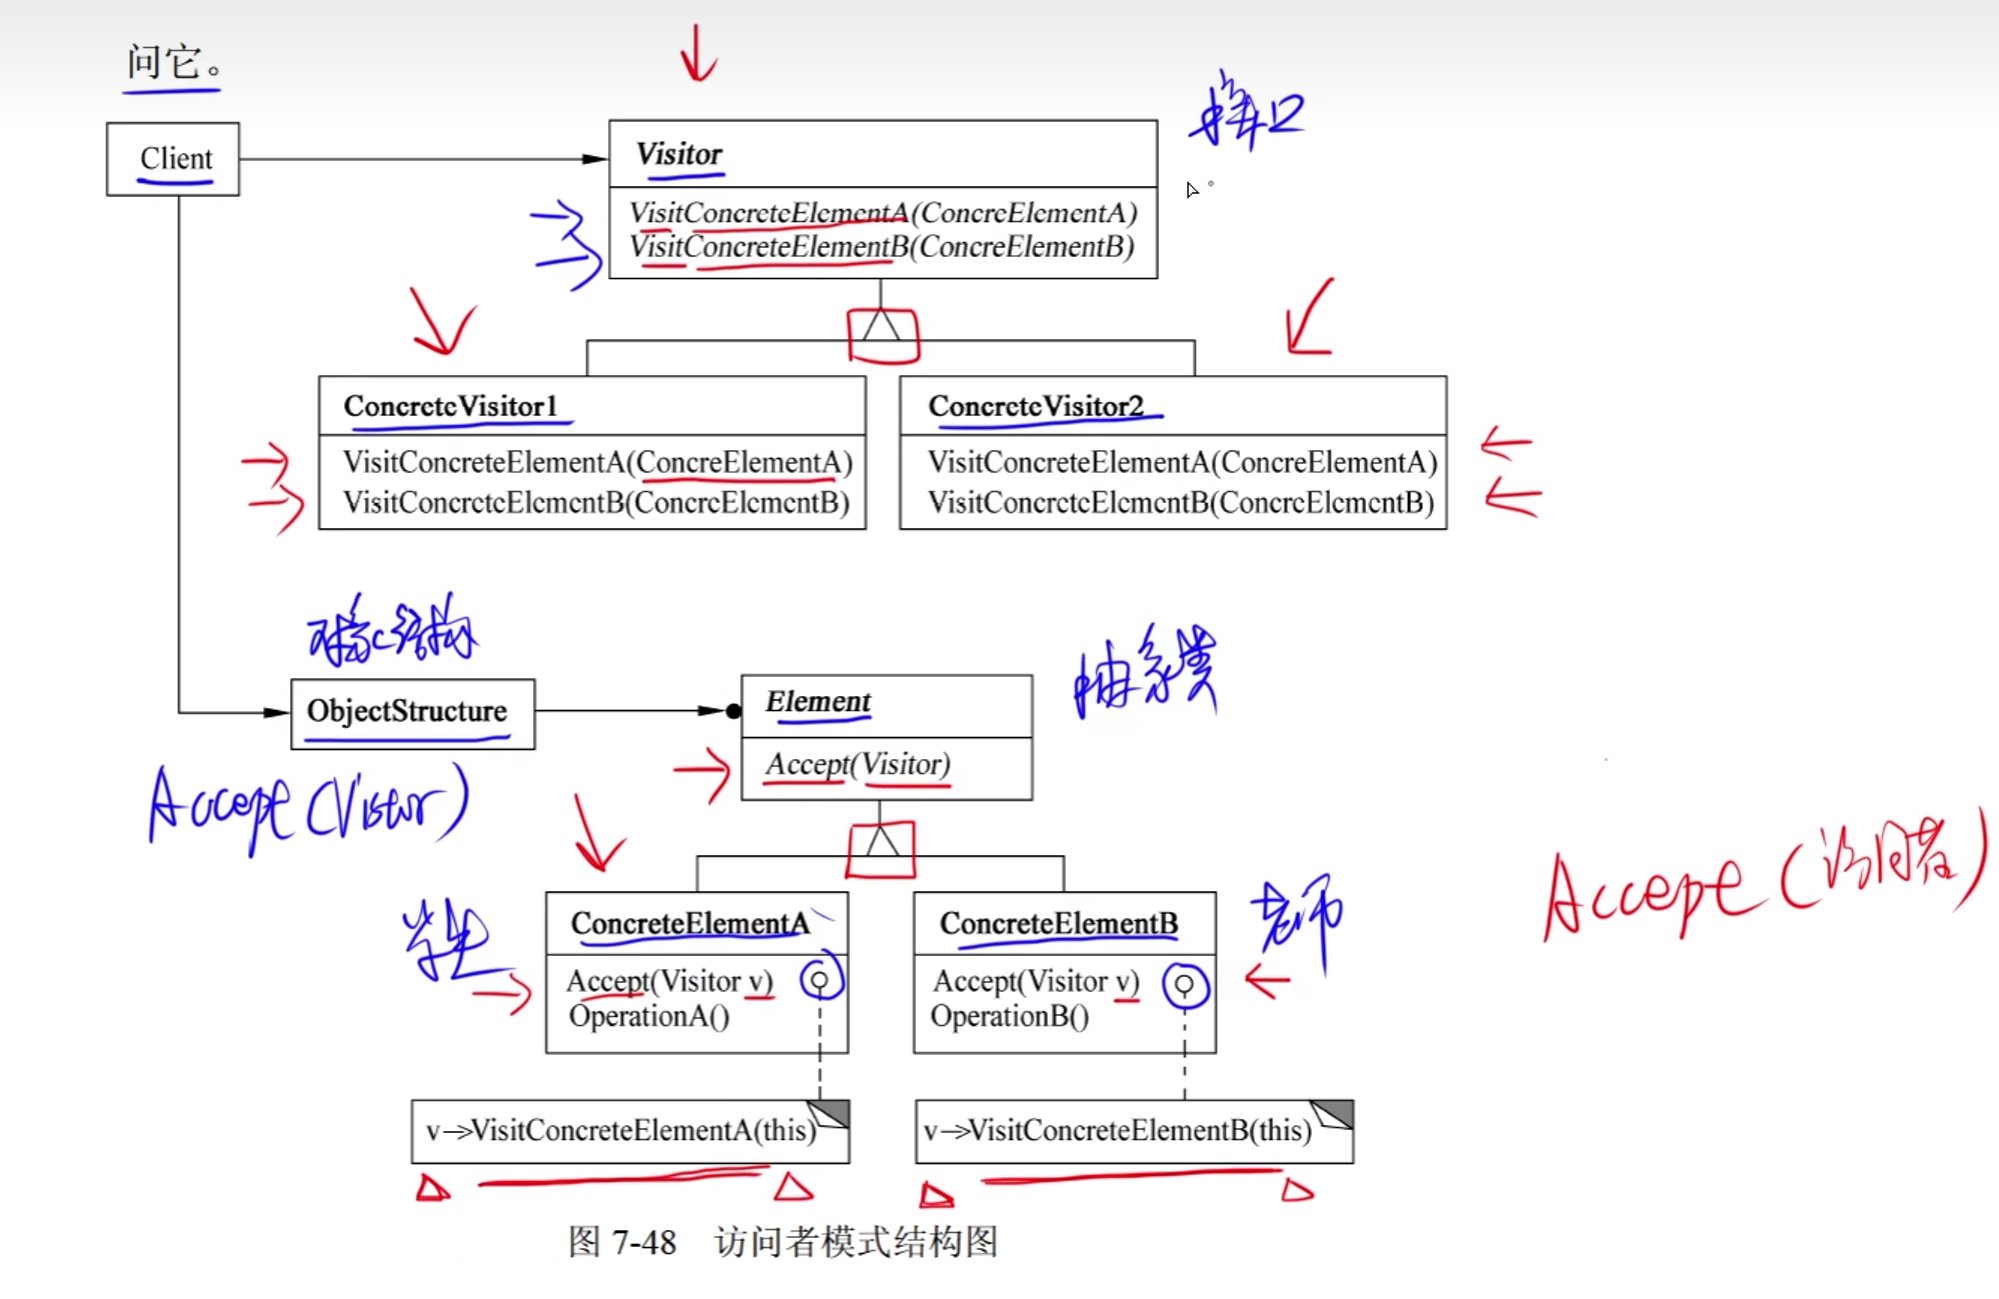 问它。
接口
Client
Visitor
VisitConcreteElementA(ConcreElementA)
VisitConcreteElementB(ConcreElementB)
ConcreteVisitor1
VisitConcreteElementA(ConcreElementA)
VisitConcreteElementB(ConcreElementB)
ConcreteVisitor2
VisitConcreteElementA(ConcreElementA)
VisitConcreteElementB(ConcreElementB)
对象结构
ObjectStructure
Accept(Visitor)
抽象类
Element
Accept(Visitor)
Accept(访问者)
学生
ConcreteElementA
Accept(Visitor v)
OperationA()
ConcreteElementB
Accept(Visitor v)
OperationB()
老师
v->VisitConcreteElementA(this)
v->VisitConcreteElementB(this)
图 7-48 访问者模式结构图